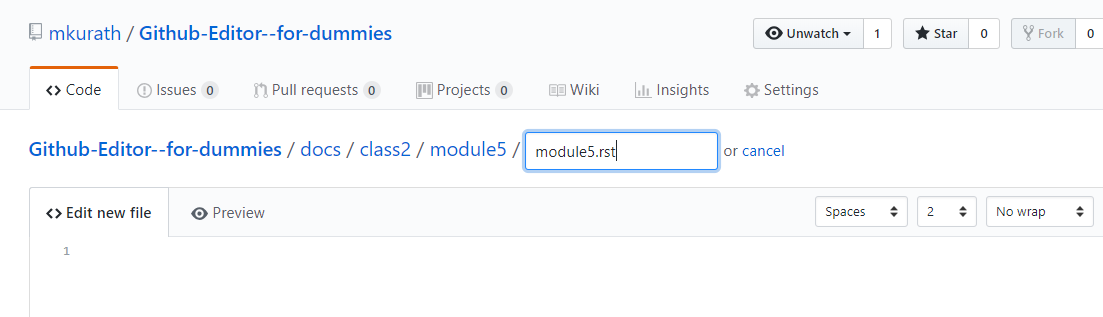 mkurath / Github-Editor--for-dummies Unwatch 1 Star 0 Fork 0
Code Issues 0 Pull requests 0 Projects 0 Wiki Insights Settings
Github-Editor--for-dummies / docs / class2 / module5 / module5.rst or cancel
<> Edit new file Preview Spaces 2 No wrap
1